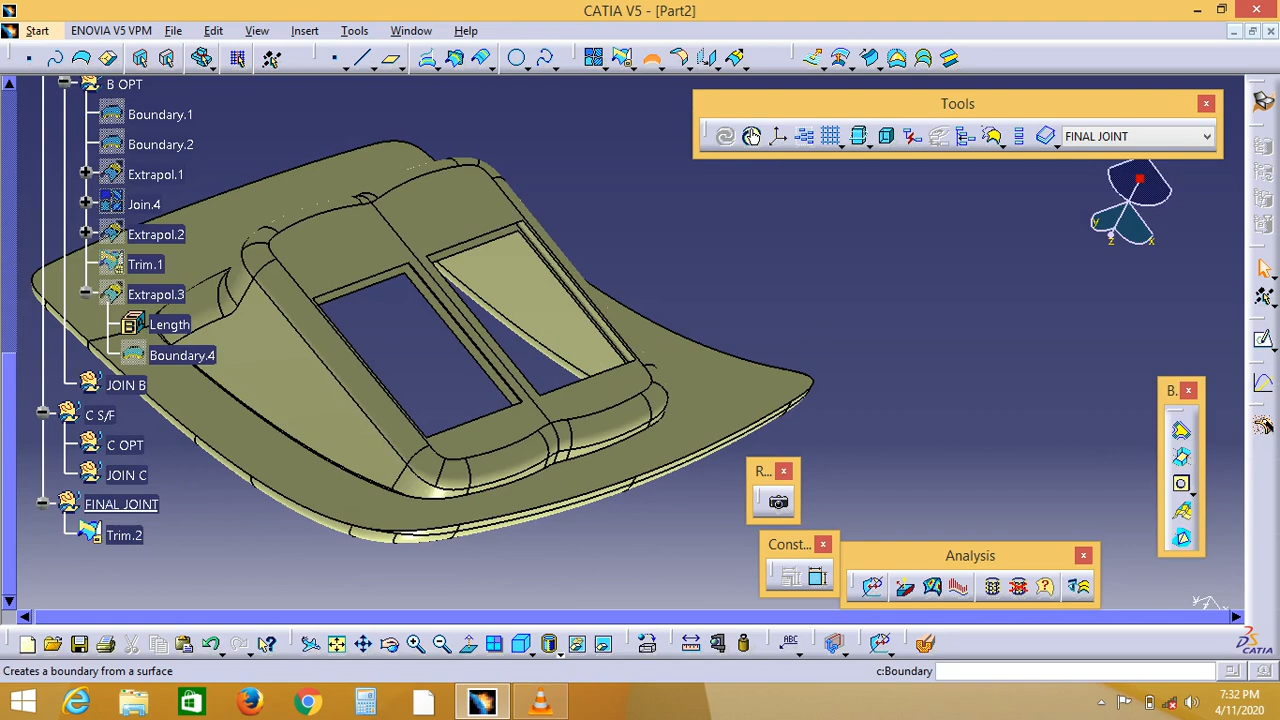 CATIA V5 - [Part2]
Start ENOVIA V5 VPM File Edit View Insert Tools Window Help
Tools
FINAL JOINT
B OPT
Boundary.1
Boundary.2
Extrapol.1
Join.4
Extrapol.2
Trim.1
Extrapol.3
Length
Boundary.4
JOIN B
C S/F
C OPT
JOIN C
FINAL JOINT
Trim.2
y z x
B.
R...
Const...
Analysis
ABC
CATIA
Creates a boundary from a surface
c:Boundary
7:32 PM
4/11/2020